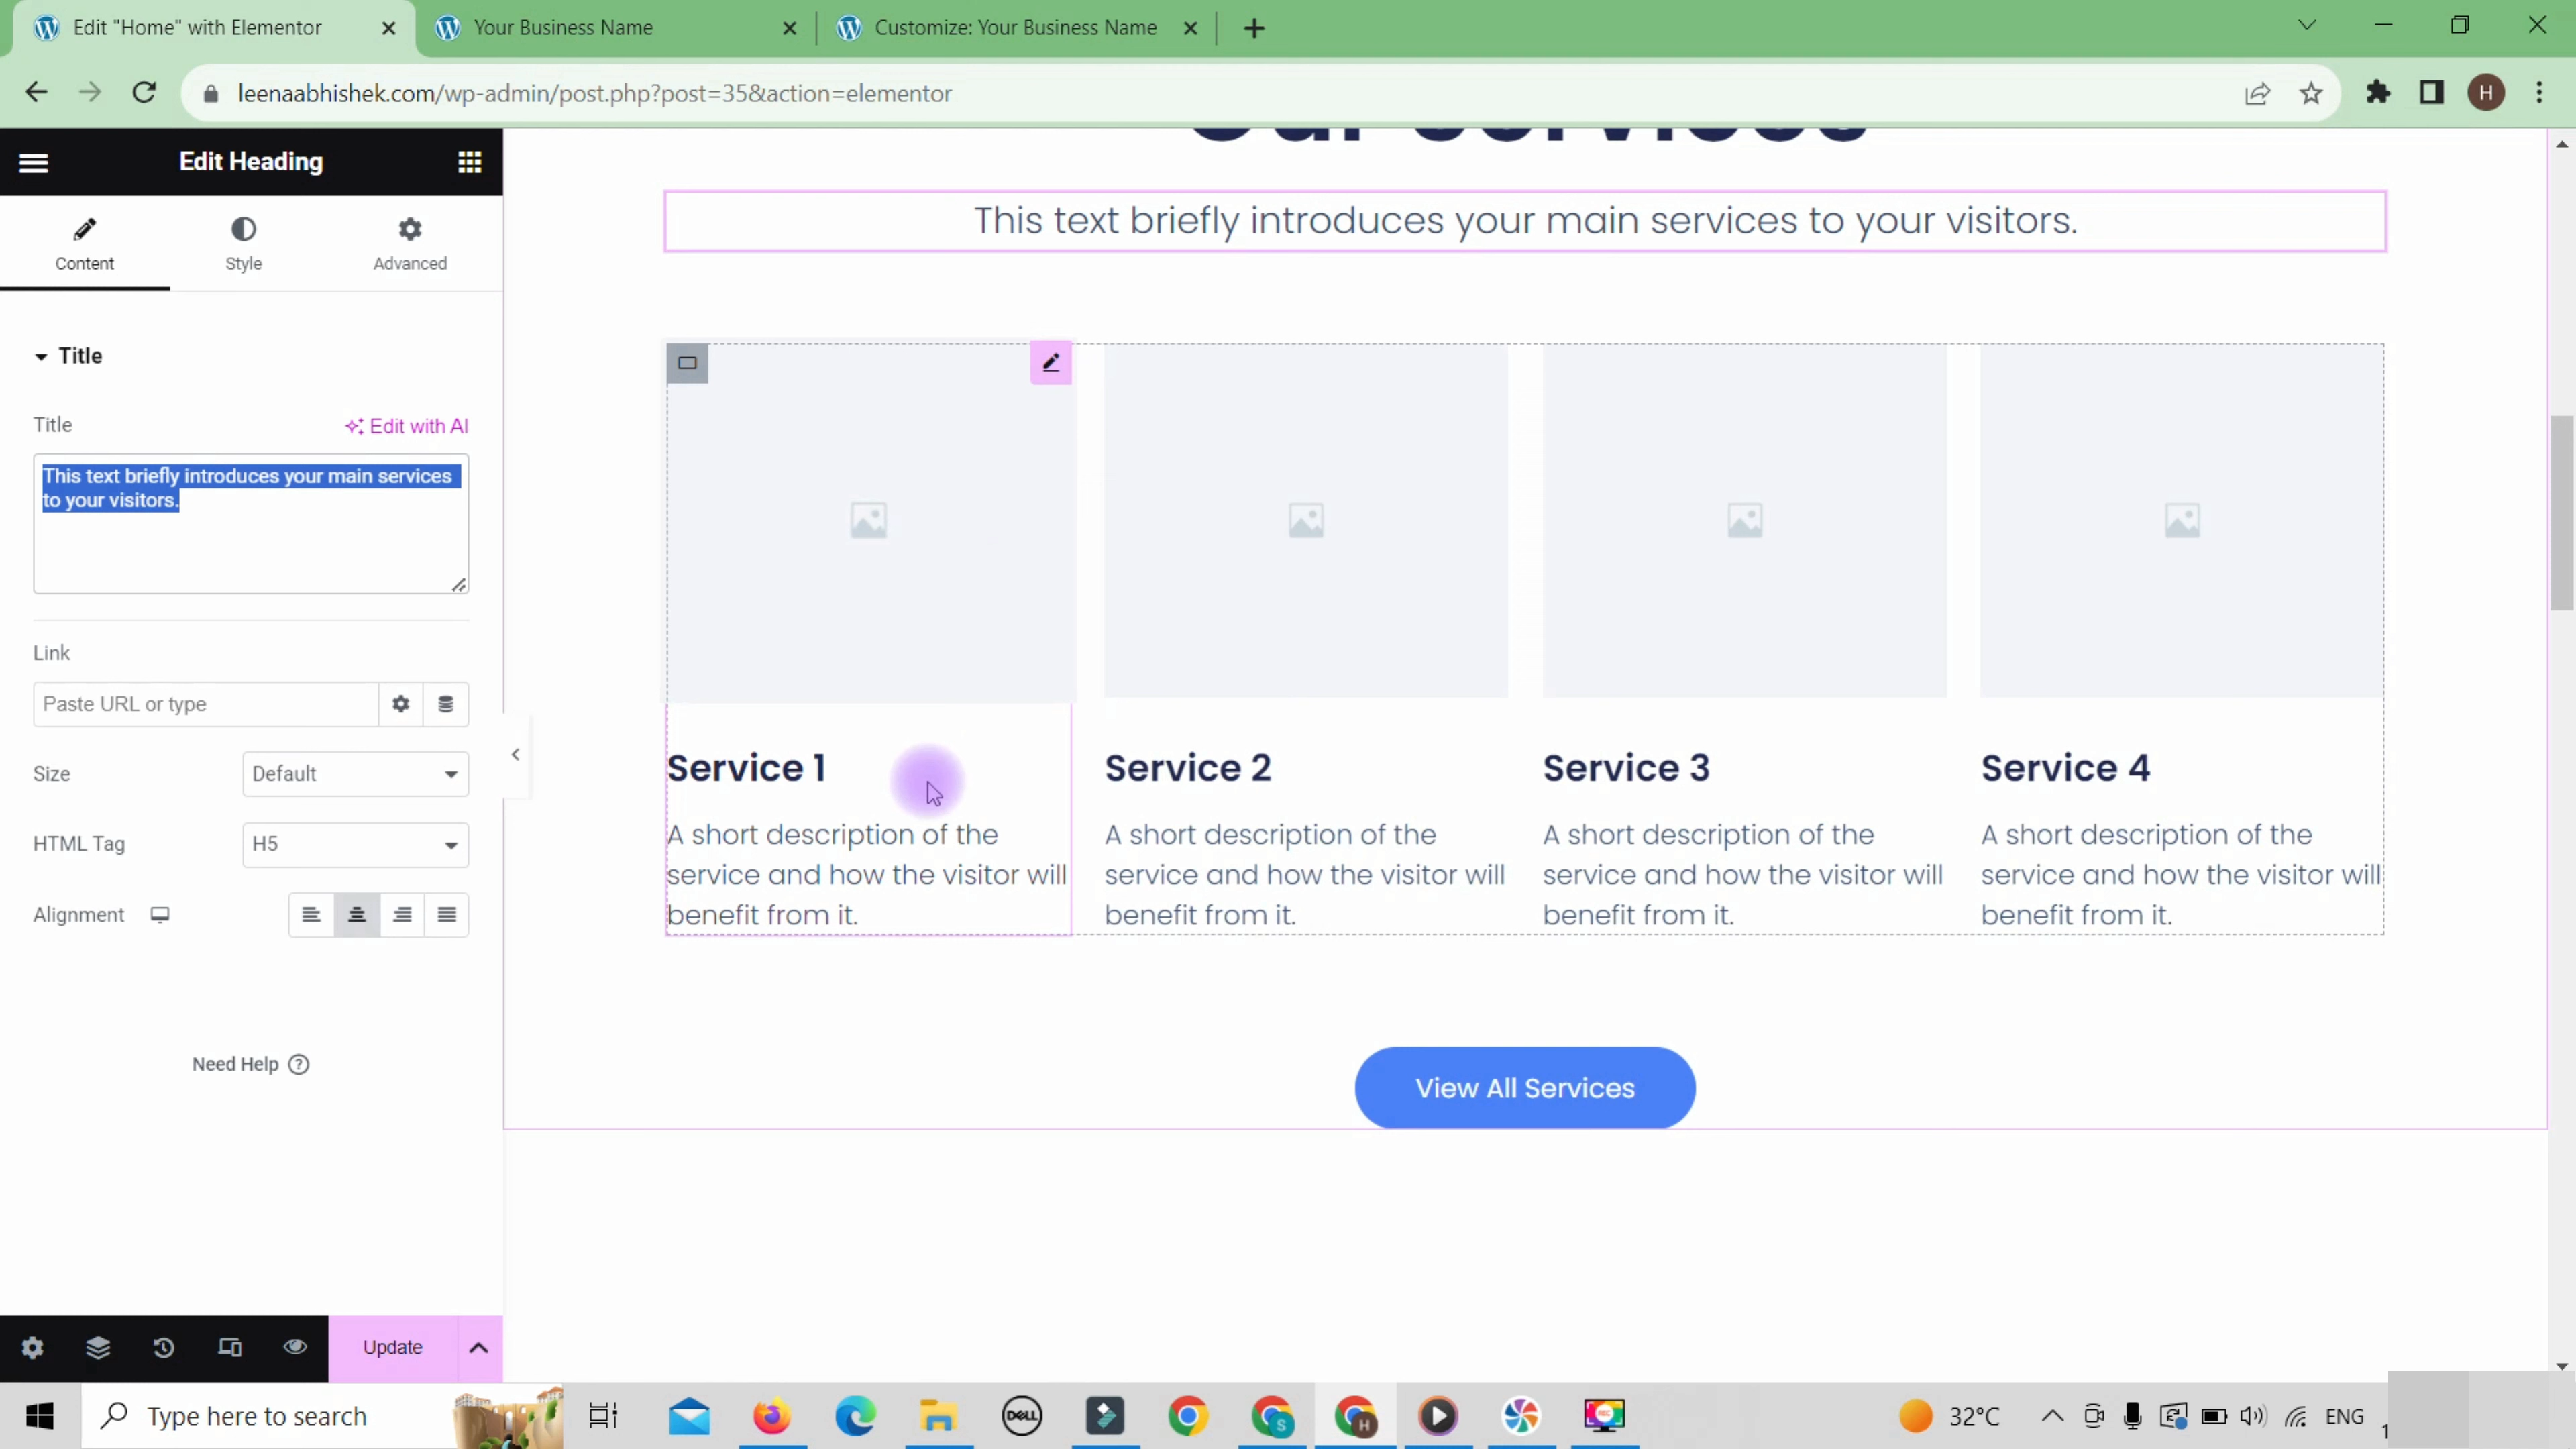 Edit "Home" with Elementor
Your Business Name
Customize: Your Business Name
leenaabhishek.com/wp-admin/post.php?post=35&action=elementor
H
Edit Heading
Content
Style
Advanced
Title
Title
Edit with AI
This text briefly introduces your main services
to your visitors.
Link
Paste URL or type
Size
Default
HTML Tag
H5
Alignment
Need Help
Update
Our Services
This text briefly introduces your main services to your visitors.
Service 1
A short description of the
service and how the visitor will
benefit from it.
Service 2
A short description of the
service and how the visitor will
benefit from it.
Service 3
A short description of the
service and how the visitor will
benefit from it.
Service 4
A short description of the
service and how the visitor will
benefit from it.
View All Services
Type here to search
DELL
S
H
REC
32°C
ENG
1